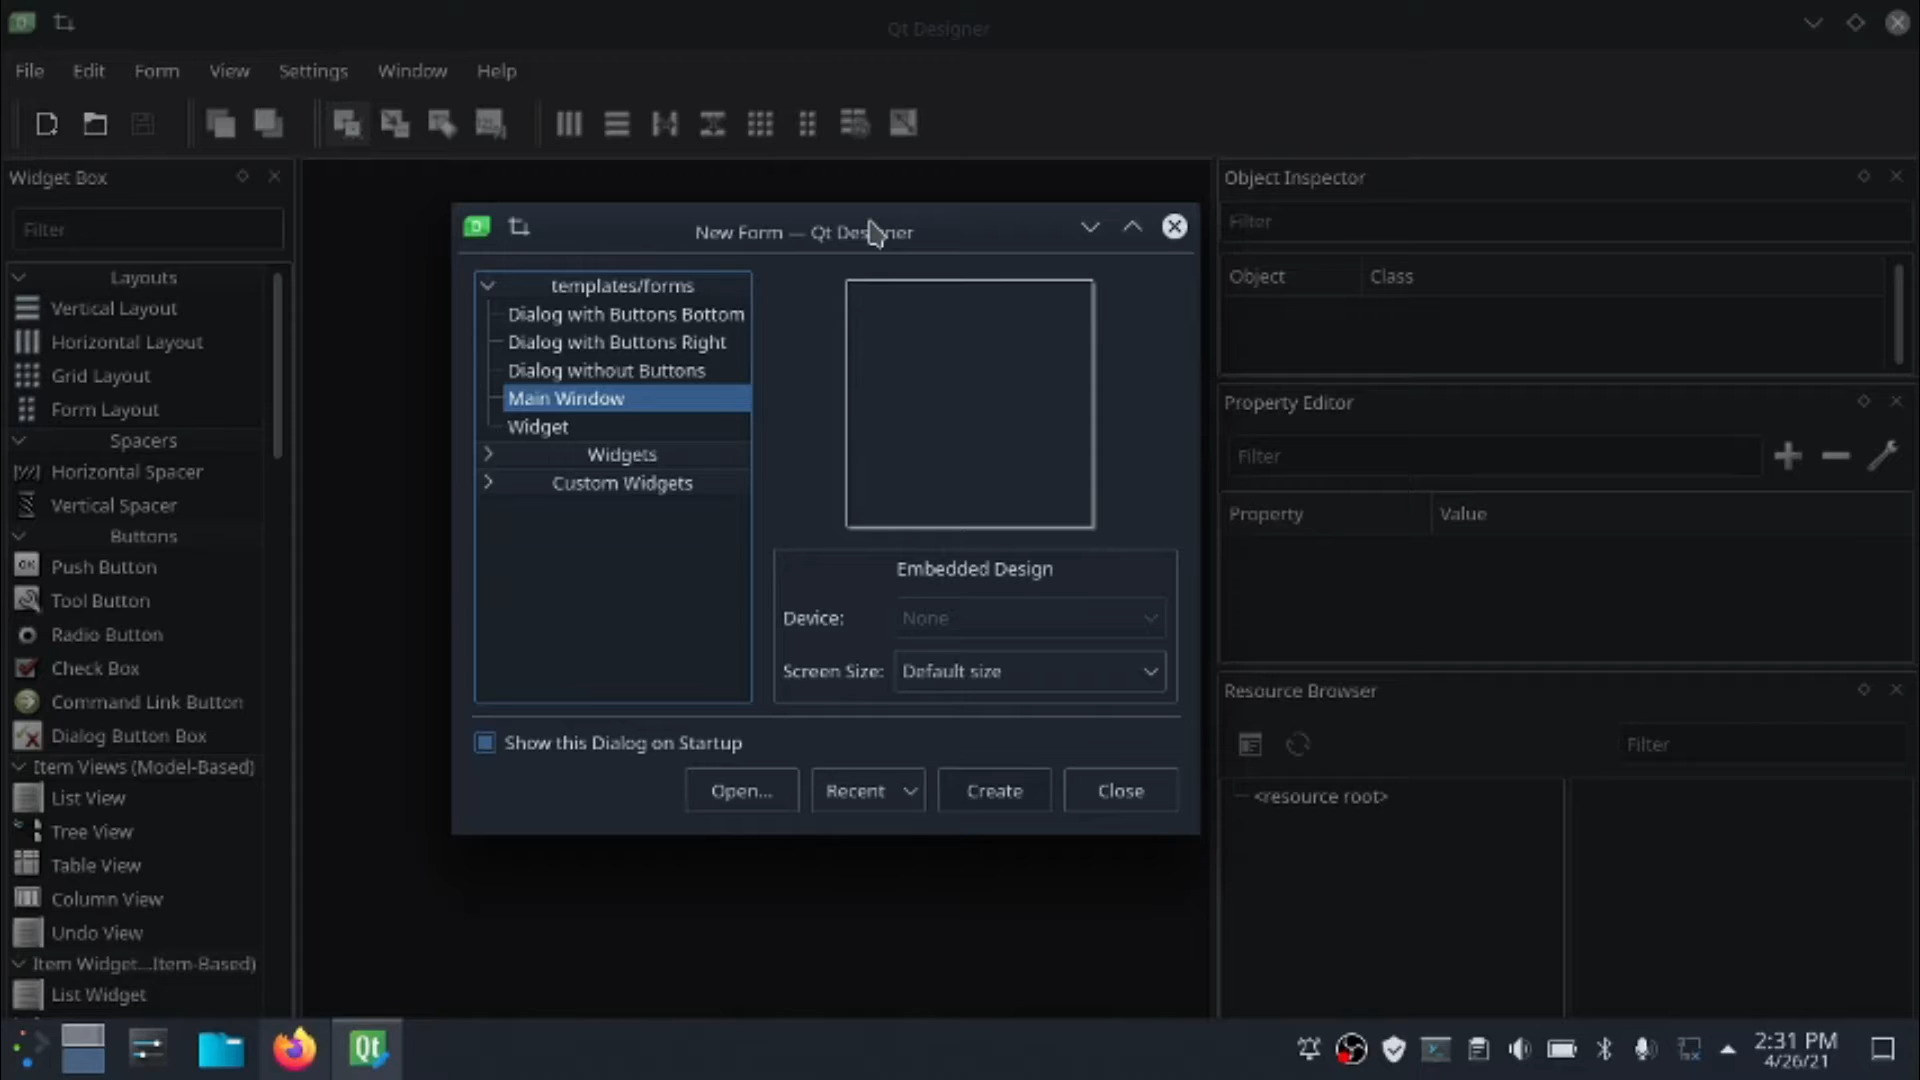 Qt Designer
File Edit Form View Settings Window Help
Widget Box
Filter
Layouts
Vertical Layout
Horizontal Layout
Grid Layout
Form Layout
Spacers
Horizontal Spacer
Vertical Spacer
Buttons
Push Button
Tool Button
Radio Button
Check Box
Command Link Button
Dialog Button Box
Item Views (Model-Based)
List View
Tree View
Table View
Column View
Undo View
Item Widget...Item-Based)
List Widget
New Form — Qt Designer
templates/forms
Dialog with Buttons Bottom
Dialog with Buttons Right
Dialog without Buttons
Main Window
Widget
Widgets
Custom Widgets
Embedded Design
Device: None
Screen Size: Default size
Show this Dialog on Startup
Open... Recent Create Close
Object Inspector
Filter
Object Class
Property Editor
Filter
Property Value
Resource Browser
Filter
<resource root>
Qt
2:31 PM
4/26/21